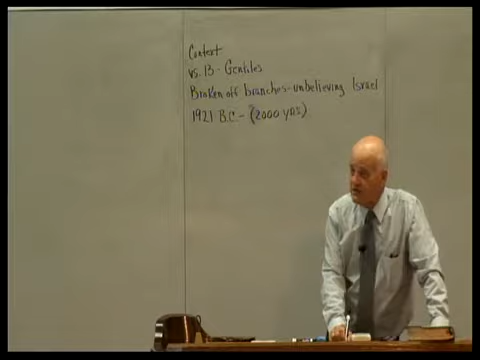 Context
vs. 13 - Gentiles
Broken off branches - unbelieving Israel
1921 B.C. - (2000 yrs)